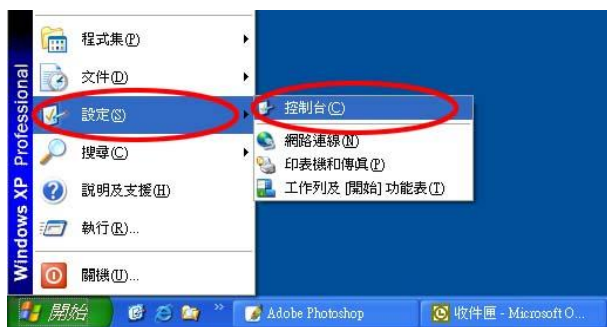 程式集(P)
文件(D)
設定(S)
搜尋(C)
說明及支援(H)
執行(R)...
關機(U)...
控制台(C)
網路連線(N)
印表機和傳真(P)
工作列及 [開始] 功能表(T)
Windows XP Professional
開始
Adobe Photoshop
收件匣 - Microsoft O...